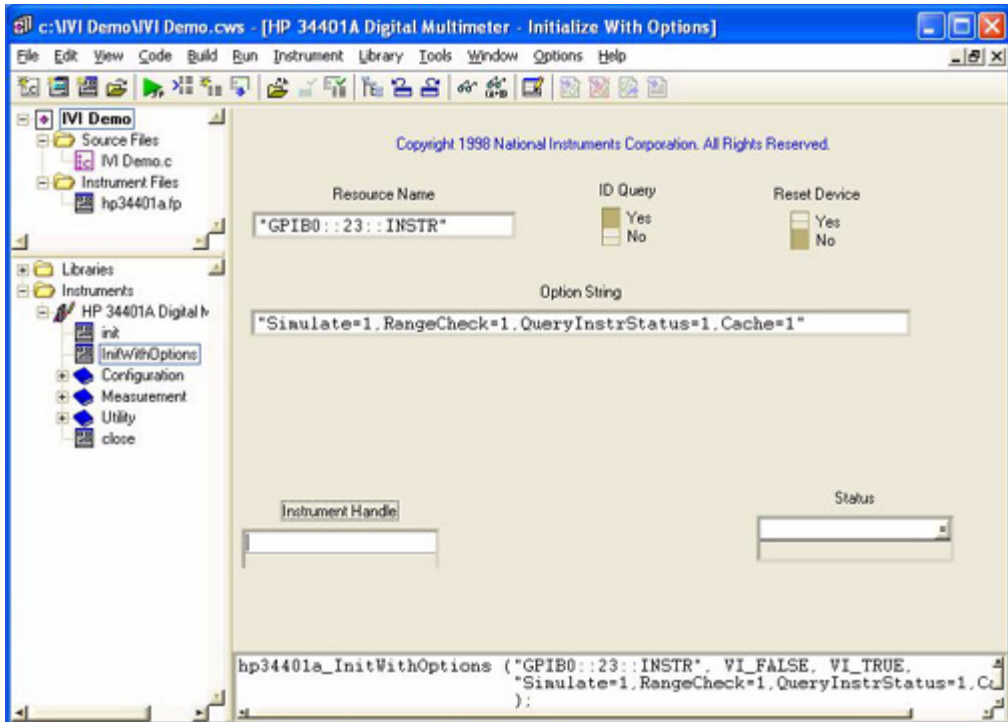 c:\IVI Demo\IVI Demo.cws - [HP 34401A Digital Multimeter - Initialize With Options]
File Edit View Code Build Run Instrument Library Tools Window Options Help
IVI Demo
Source Files
IVI Demo.c
Instrument Files
hp34401a.fp
Libraries
Instruments
HP 34401A Digital M
init
InitWithOptions
Configuration
Measurement
Utility
close
Copyright 1998 National Instruments Corporation. All Rights Reserved.
Resource Name
"GPIB0::23::INSTR"
ID Query
Yes
No
Reset Device
Yes
No
Option String
"Simulate=1,RangeCheck=1,QueryInstrStatus=1,Cache=1"
Instrument Handle
Status
hp34401a_InitWithOptions ("GPIB0::23::INSTR", VI_FALSE, VI_TRUE,
"Simulate=1,RangeCheck=1,QueryInstrStatus=1,Ca
);